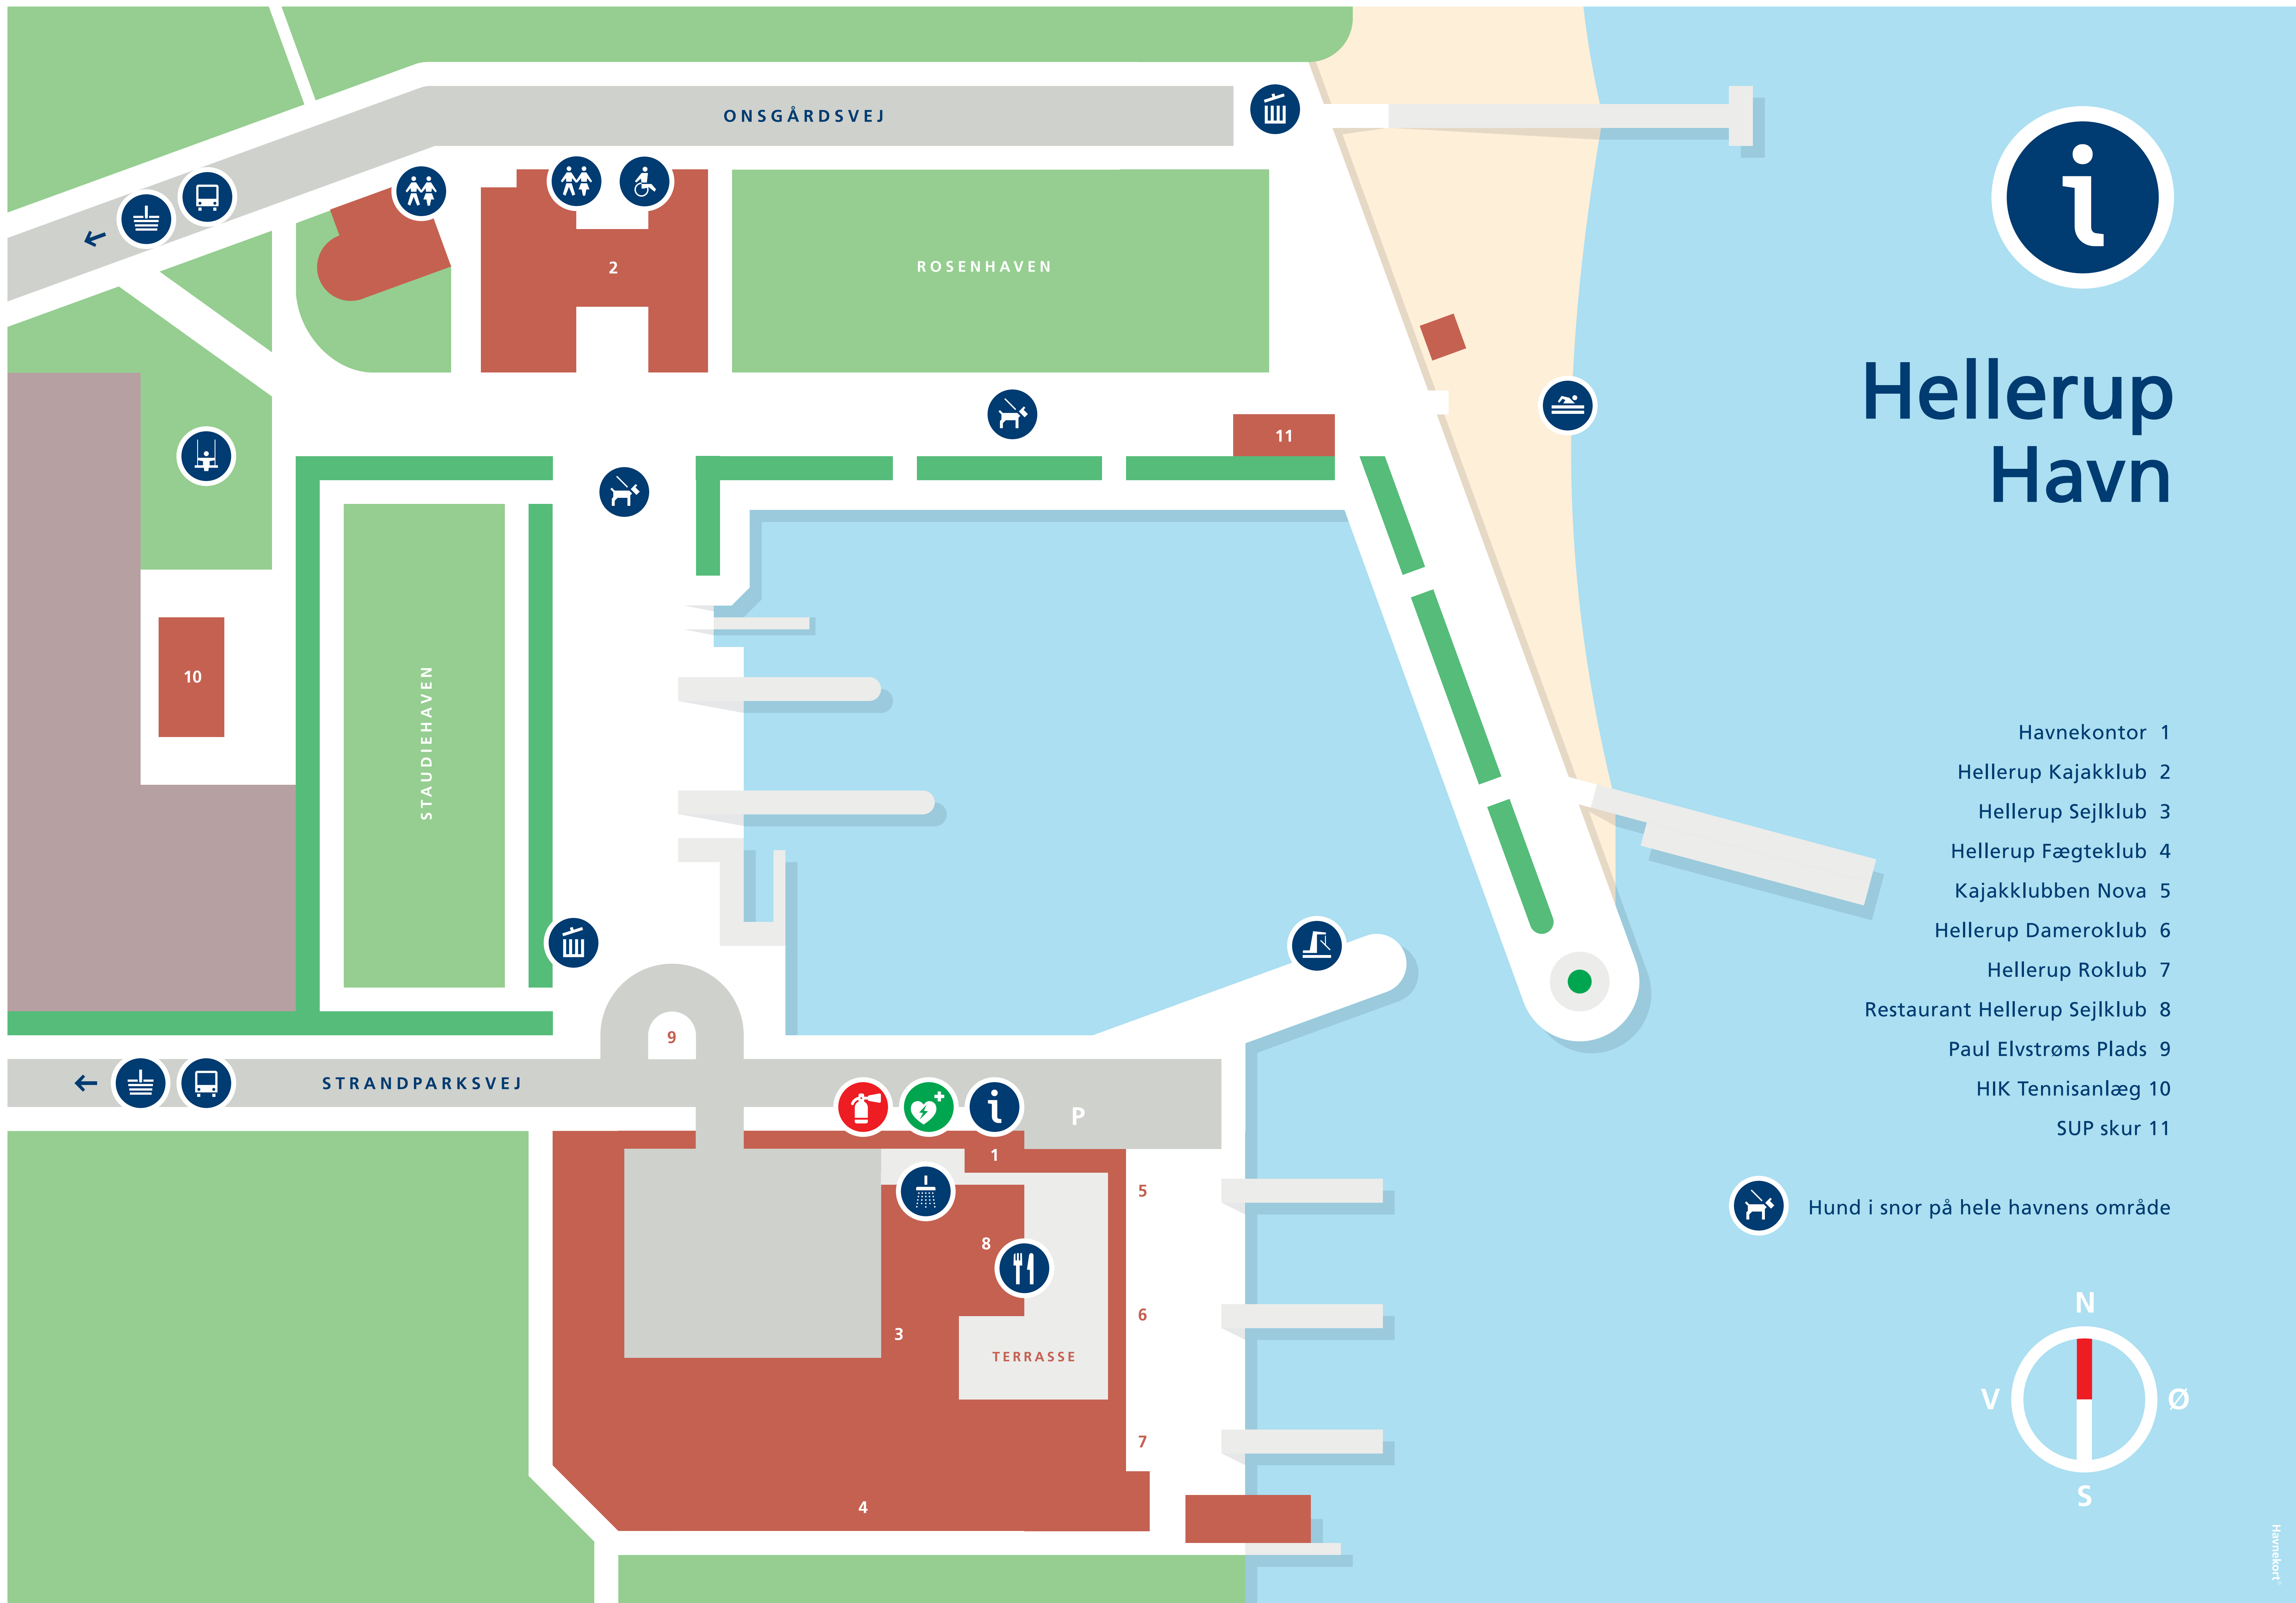 ONSGÅRDSVEJ
2
ROSENHAVEN
11
10
STAUDIEHAVEN
9
STRANDPARKSVEJ
P
1
5
8
6
3
TERRASSE
7
4
i
Hellerup
Havn
Havnekontor 1
Hellerup Kajakklub 2
Hellerup Sejlklub 3
Hellerup Fægteklub 4
Kajakklubben Nova 5
Hellerup Dameroklub 6
Hellerup Roklub 7
Restaurant Hellerup Sejlklub 8
Paul Elvstrøms Plads 9
HIK Tennisanlæg 10
SUP skur 11
Hund i snor på hele havnens område
N
V
Ø
S
Havnekort